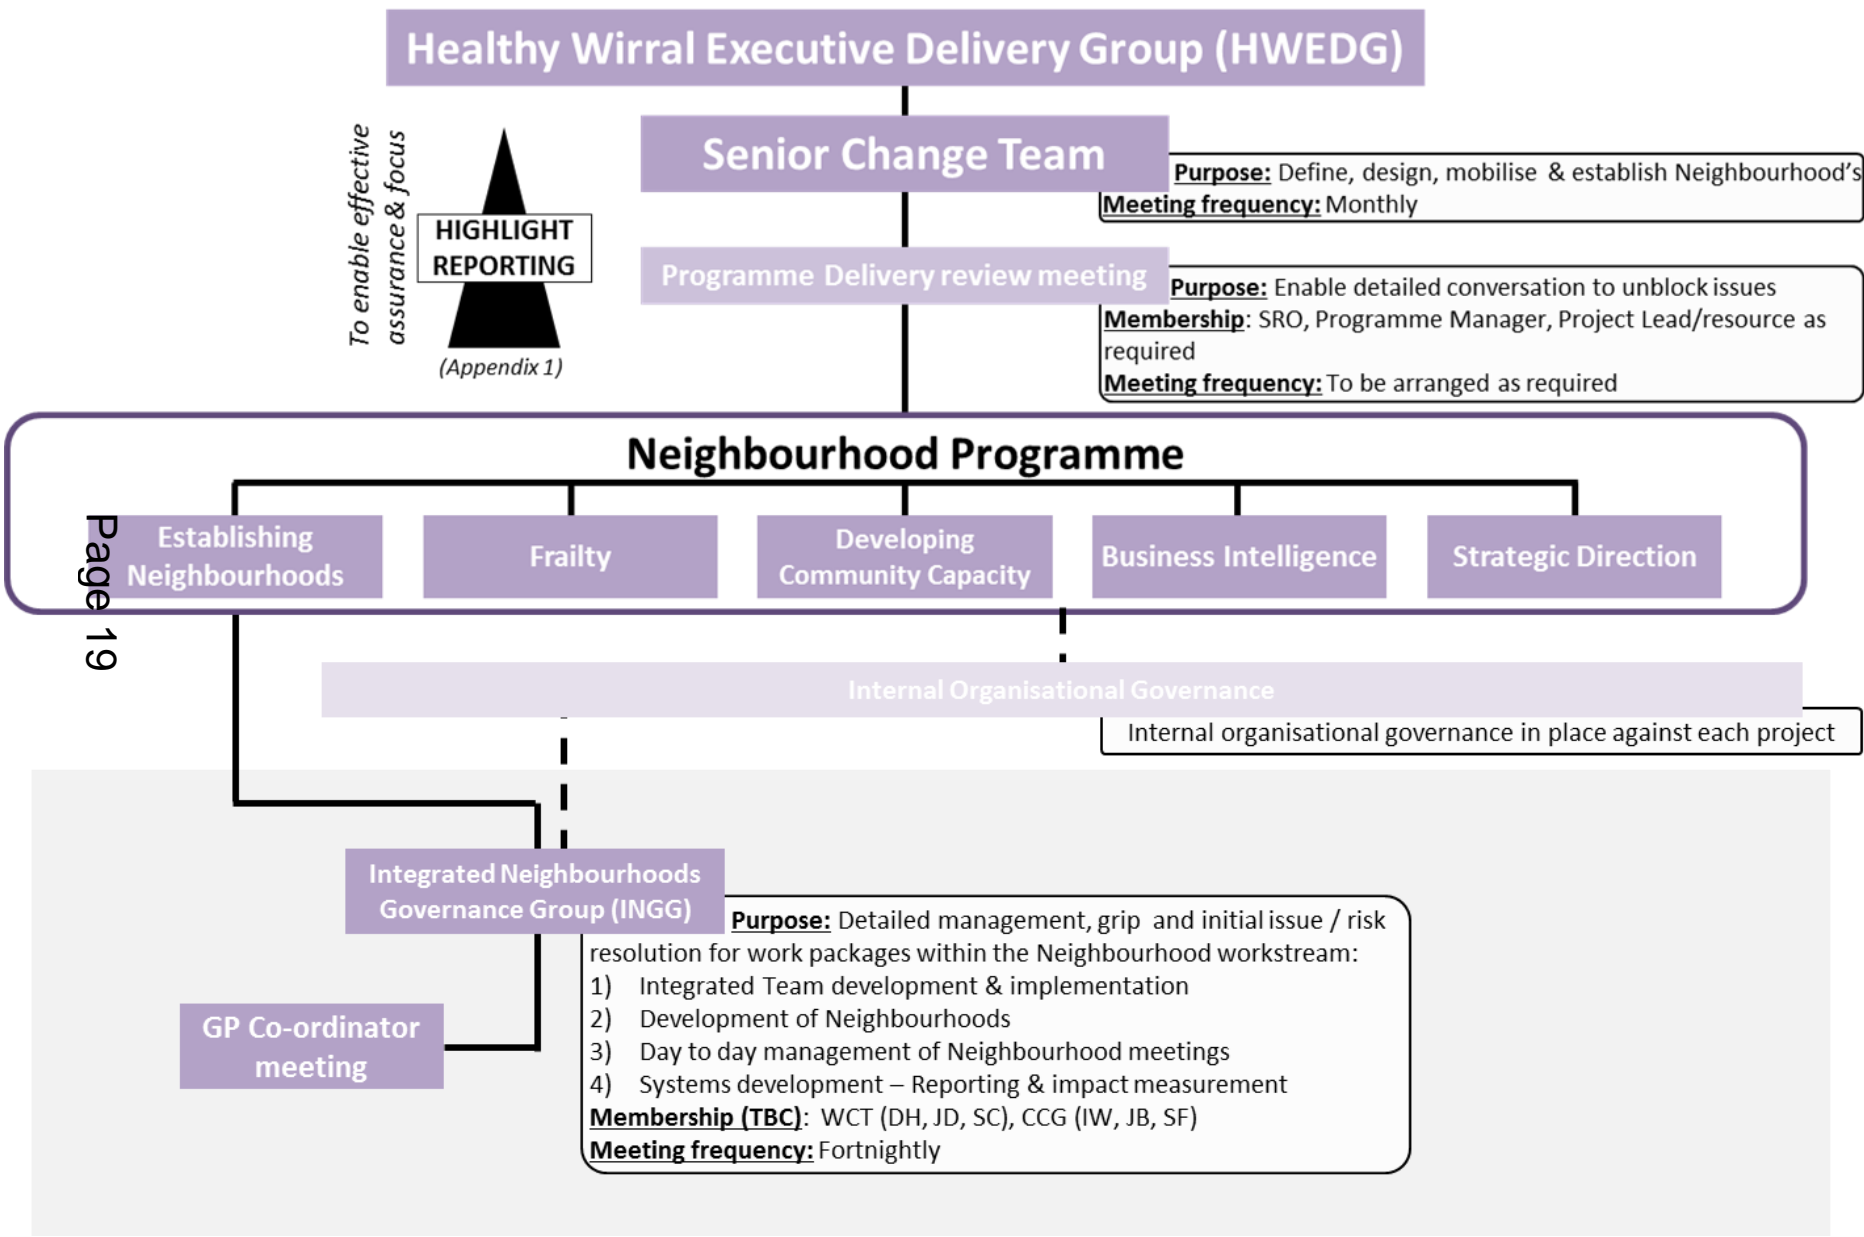 Healthy Wirral Executive Delivery Group (HWEDG)
To enable effective
assurance & focus
HIGHLIGHT
REPORTING
(Appendix 1)
Senior Change Team
Purpose: Define, design, mobilise & establish Neighbourhood's
Meeting frequency: Monthly
Programme Delivery review meeting
Purpose: Enable detailed conversation to unblock issues
Membership: SRO, Programme Manager, Project Lead/resource as
required
Meeting frequency: To be arranged as required
Neighbourhood Programme
Establishing
Neighbourhoods
Frailty
Developing
Community Capacity
Business Intelligence
Strategic Direction
Page 19
Internal Organisational Governance
Internal organisational governance in place against each project
Integrated Neighbourhoods
Governance Group (INGG)
Purpose: Detailed management, grip and initial issue / risk
resolution for work packages within the Neighbourhood workstream:
1) Integrated Team development & implementation
2) Development of Neighbourhoods
3) Day to day management of Neighbourhood meetings
4) Systems development – Reporting & impact measurement
Membership (TBC): WCT (DH, JD, SC), CCG (IW, JB, SF)
Meeting frequency: Fortnightly
GP Co-ordinator
meeting